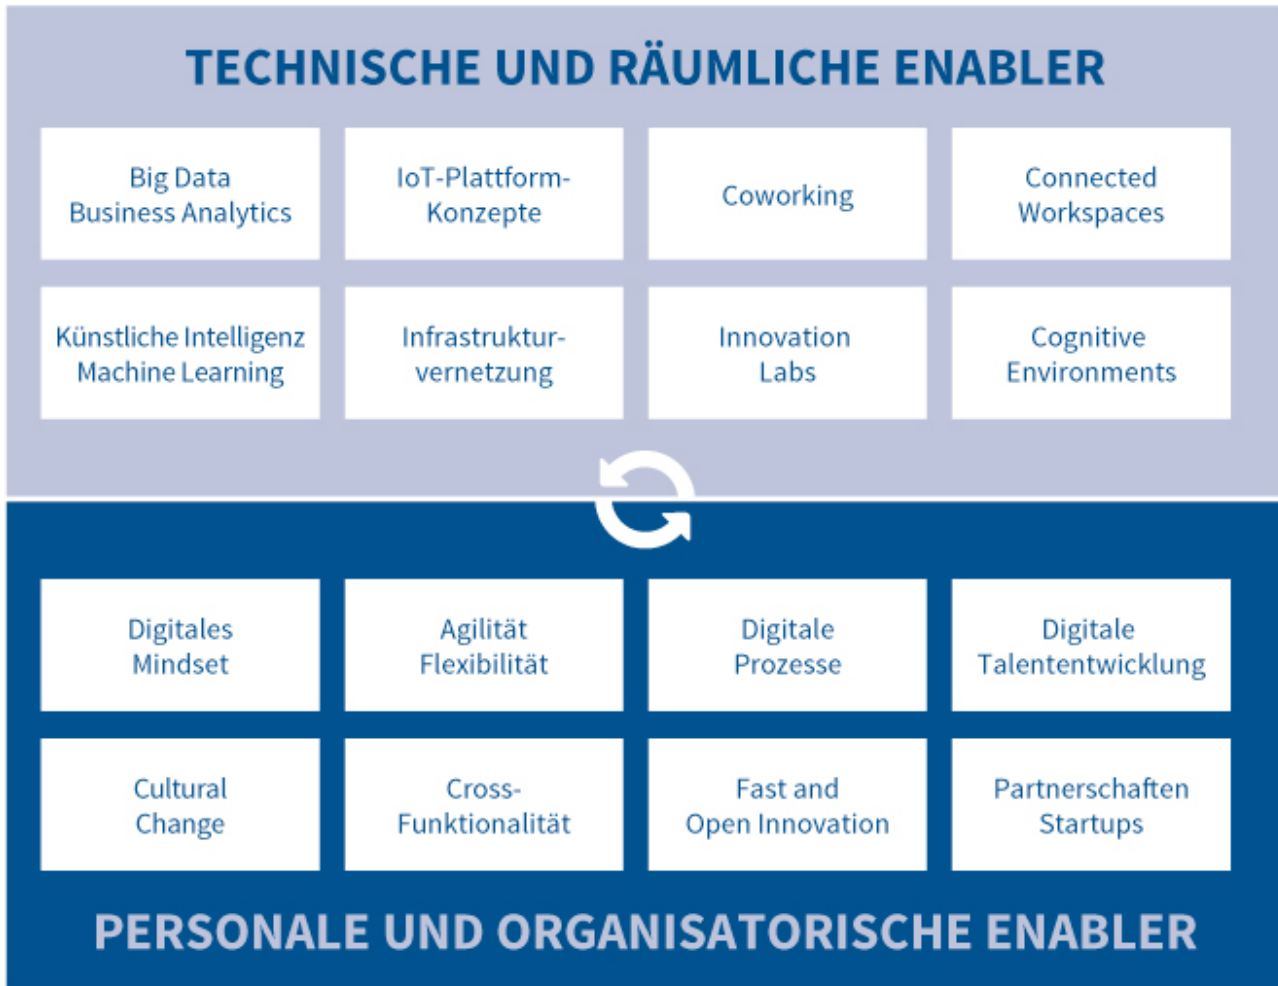 TECHNISCHE UND RÄUMLICHE ENABLER
Big Data
Business Analytics
IoT-Plattform-
Konzepte
Coworking
Connected
Workspaces
Künstliche Intelligenz
Machine Learning
Infrastruktur-
vernetzung
Innovation
Labs
Cognitive
Environments
Digitales
Mindset
Agilität
Flexibilität
Digitale
Prozesse
Digitale
Talententwicklung
Cultural
Change
Cross-
Funktionalität
Fast and
Open Innovation
Partnerschaften
Startups
PERSONALE UND ORGANISATORISCHE ENABLER